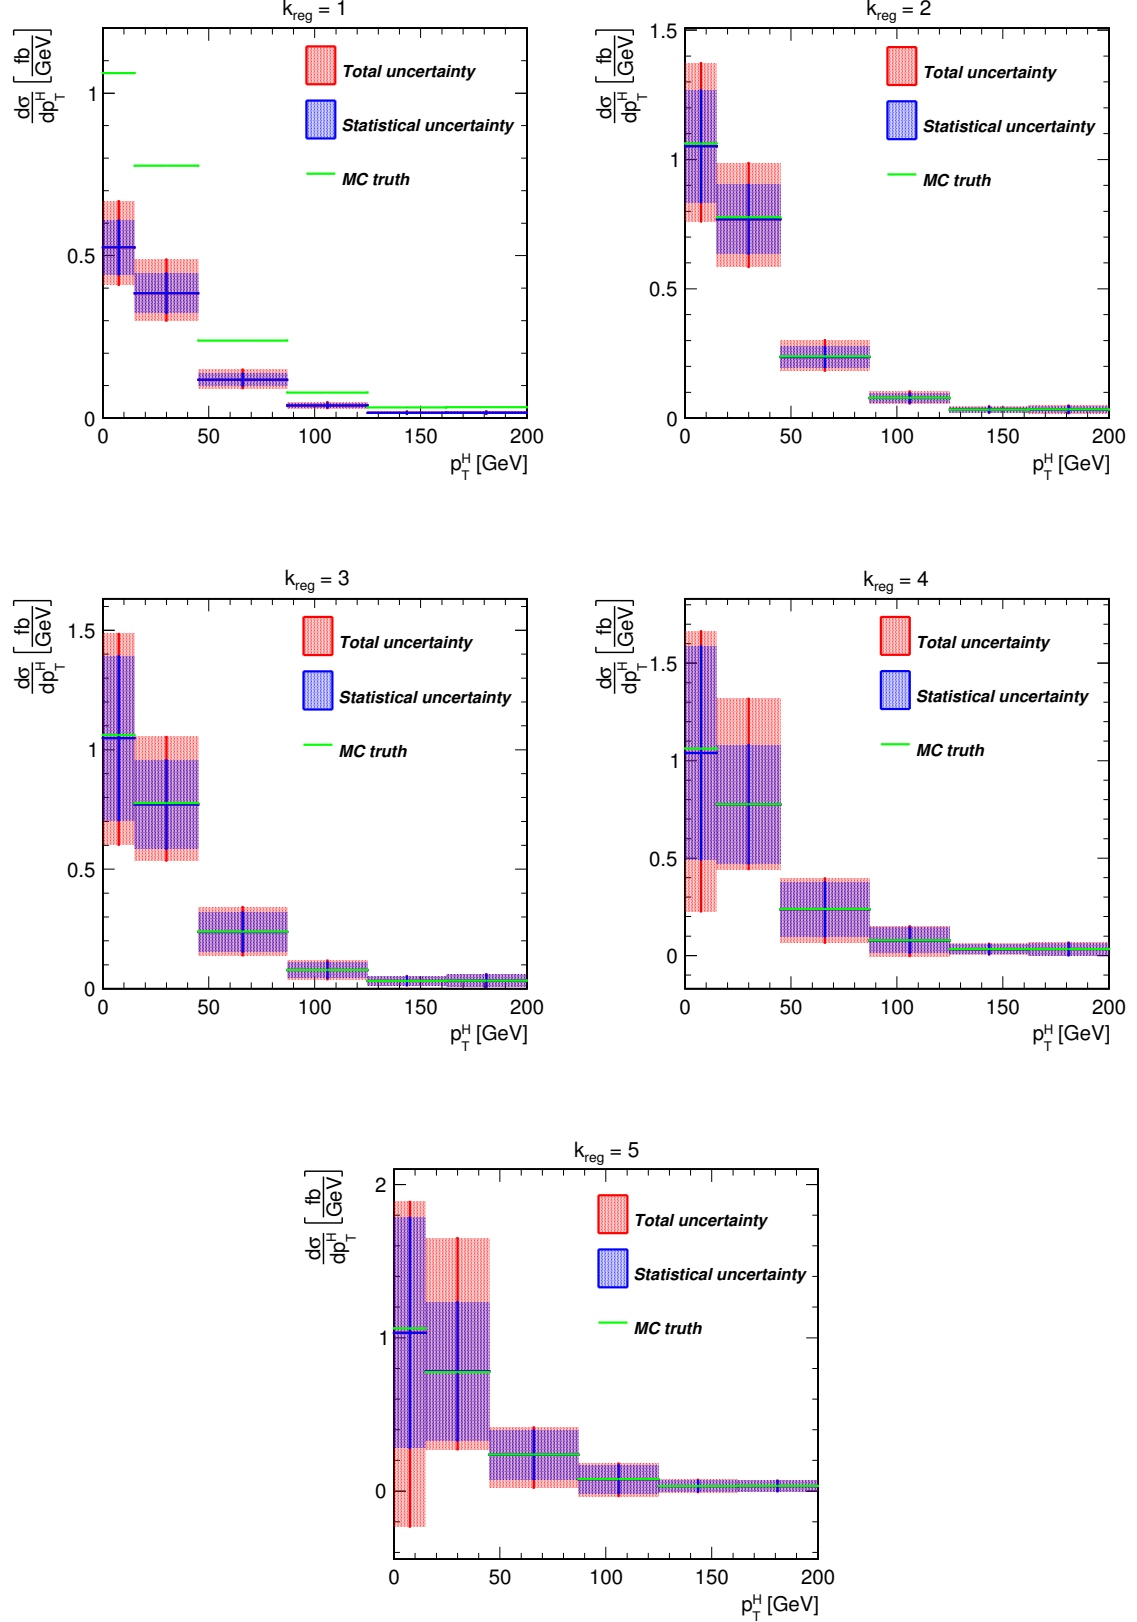 k_reg = 1
dσ/dp_T^H [fb/GeV]
Total uncertainty
Statistical uncertainty
MC truth
1
0.5
0
0 50 100 150 200
p_T^H [GeV]
k_reg = 2
dσ/dp_T^H [fb/GeV]
Total uncertainty
Statistical uncertainty
MC truth
1.5
1
0.5
0
0 50 100 150 200
p_T^H [GeV]
k_reg = 3
dσ/dp_T^H [fb/GeV]
Total uncertainty
Statistical uncertainty
MC truth
1.5
1
0.5
0
0 50 100 150 200
p_T^H [GeV]
k_reg = 4
dσ/dp_T^H [fb/GeV]
Total uncertainty
Statistical uncertainty
MC truth
1.5
1
0.5
0
0 50 100 150 200
p_T^H [GeV]
k_reg = 5
dσ/dp_T^H [fb/GeV]
Total uncertainty
Statistical uncertainty
MC truth
2
1
0
0 50 100 150 200
p_T^H [GeV]